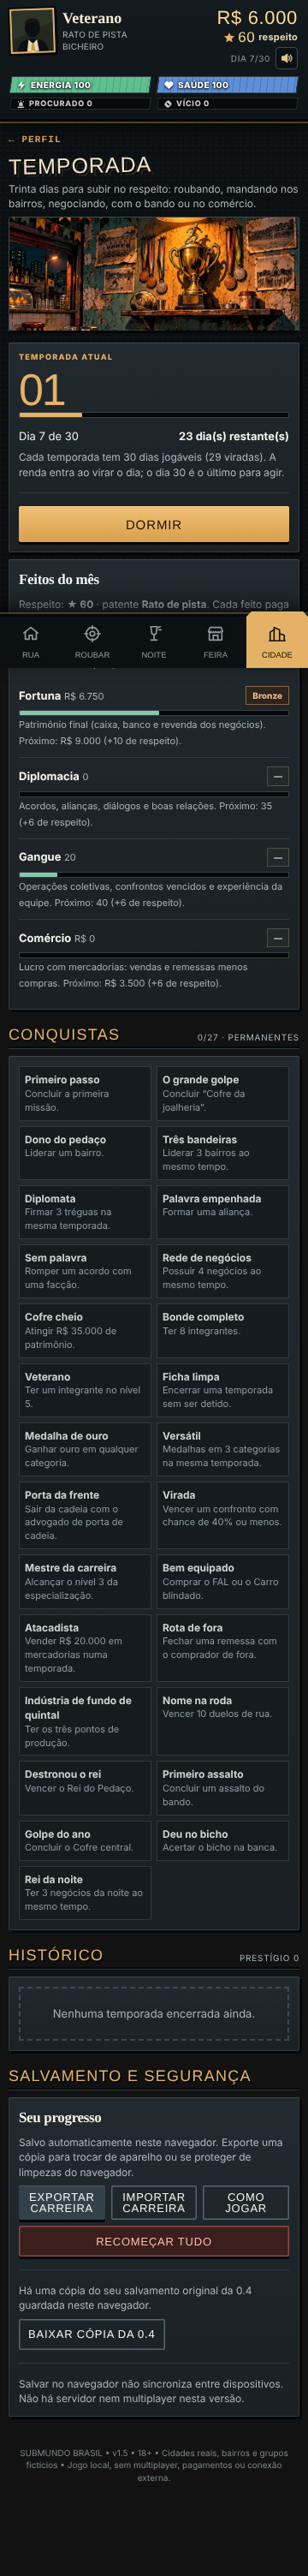 Veterano
RATO DE PISTA
BICHEIRO
R$ 6.000
★ 60 respeito
DIA 7/30
ENERGIA 100
SAÚDE 100
PROCURADO 0
VÍCIO 0
← PERFIL
TEMPORADA
Trinta dias para subir no respeito: roubando, mandando nos
bairros, negociando, com o bando ou no comércio.
TEMPORADA ATUAL
01
Dia 7 de 30
23 dia(s) restante(s)
Cada temporada tem 30 dias jogáveis (29 viradas). A
renda entra ao virar o dia; o dia 30 é o último para agir.
DORMIR
Feitos do mês
Respeito: ★ 60 · patente Rato de pista. Cada feito paga
RUA
ROUBAR
NOITE
FEIRA
CIDADE
Fortuna R$ 6.750
Bronze
Patrimônio final (caixa, banco e revenda dos negócios).
Próximo: R$ 9.000 (+10 de respeito).
Diplomacia 0
—
Acordos, alianças, diálogos e boas relações. Próximo: 35
(+6 de respeito).
Gangue 20
—
Operações coletivas, confrontos vencidos e experiência da
equipe. Próximo: 40 (+6 de respeito).
Comércio R$ 0
—
Lucro com mercadorias: vendas e remessas menos
compras. Próximo: R$ 3.500 (+6 de respeito).
CONQUISTAS
0/27 · PERMANENTES
Primeiro passo
Concluir a primeira
missão.
O grande golpe
Concluir "Cofre da
joalheria".
Dono do pedaço
Liderar um bairro.
Três bandeiras
Liderar 3 bairros ao
mesmo tempo.
Diplomata
Firmar 3 tréguas na
mesma temporada.
Palavra empenhada
Formar uma aliança.
Sem palavra
Romper um acordo com
uma facção.
Rede de negócios
Possuir 4 negócios ao
mesmo tempo.
Cofre cheio
Atingir R$ 35.000 de
patrimônio.
Bonde completo
Ter 8 integrantes.
Veterano
Ter um integrante no nível
5.
Ficha limpa
Encerrar uma temporada
sem ser detido.
Medalha de ouro
Ganhar ouro em qualquer
categoria.
Versátil
Medalhas em 3 categorias
na mesma temporada.
Porta da frente
Sair da cadeia com o
advogado de porta de
cadeia.
Virada
Vencer um confronto com
chance de 40% ou menos.
Mestre da carreira
Alcançar o nível 3 da
especialização.
Bem equipado
Comprar o FAL ou o Carro
blindado.
Atacadista
Vender R$ 20.000 em
mercadorias numa
temporada.
Rota de fora
Fechar uma remessa com
o comprador de fora.
Indústria de fundo de
quintal
Ter os três pontos de
produção.
Nome na roda
Vencer 10 duelos de rua.
Destronou o rei
Vencer o Rei do Pedaço.
Primeiro assalto
Concluir um assalto do
bando.
Golpe do ano
Concluir o Cofre central.
Deu no bicho
Acertar o bicho na banca.
Rei da noite
Ter 3 negócios da noite ao
mesmo tempo.
HISTÓRICO
PRESTÍGIO 0
Nenhuma temporada encerrada ainda.
SALVAMENTO E SEGURANÇA
Seu progresso
Salvo automaticamente neste navegador. Exporte uma
cópia para trocar de aparelho ou se proteger de
limpezas do navegador.
EXPORTAR
CARREIRA
IMPORTAR
CARREIRA
COMO
JOGAR
RECOMEÇAR TUDO
Há uma cópia do seu salvamento original da 0.4
guardada neste navegador.
BAIXAR CÓPIA DA 0.4
Salvar no navegador não sincroniza entre dispositivos.
Não há servidor nem multiplayer nesta versão.
SUBMUNDO BRASIL • v1.5 • 18+ • Cidades reais, bairros e grupos
fictícios • Jogo local, sem multiplayer, pagamentos ou conexão
externa.